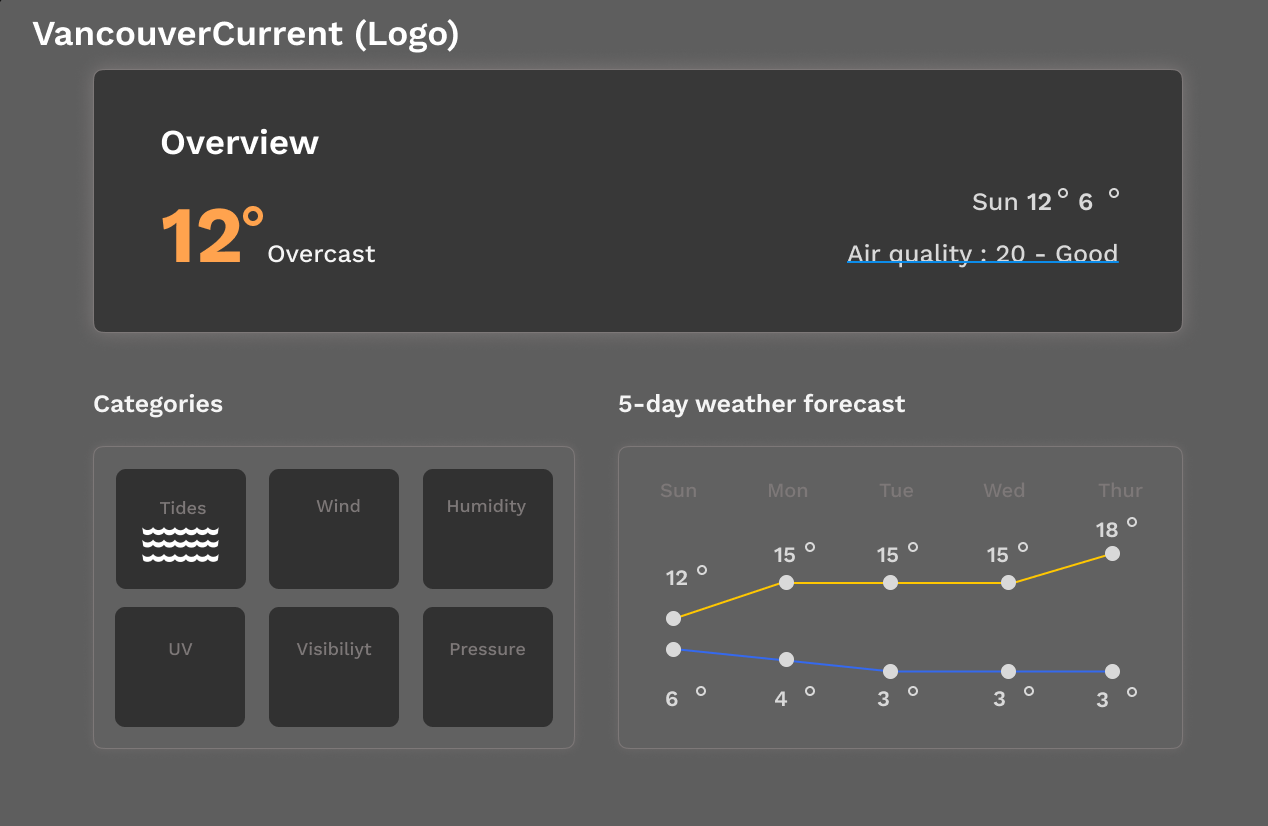 VancouverCurrent (Logo)
Overview
12° Overcast
Sun 12° 6 °
Air quality : 20 - Good
Categories
Tides Wind Humidity
UV Visibiliyt Pressure
5-day weather forecast
Sun Mon Tue Wed Thur
12 ° 15 ° 15 ° 15 ° 18 °
6 ° 4 ° 3 ° 3 ° 3 °